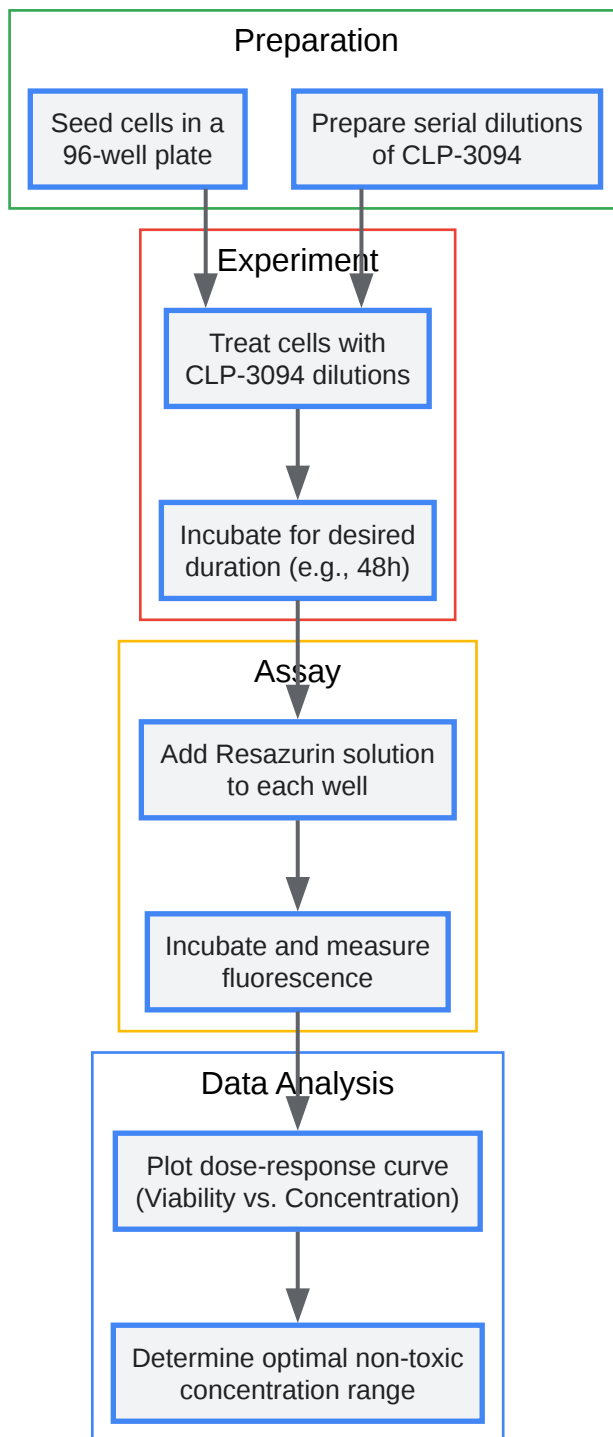 Preparation
Seed cells in a
96-well plate
Prepare serial dilutions
of CLP-3094
Experiment
Treat cells with
CLP-3094 dilutions
Incubate for desired
duration (e.g., 48h)
Assay
Add Resazurin solution
to each well
Incubate and measure
fluorescence
Data Analysis
Plot dose-response curve
(Viability vs. Concentration)
Determine optimal non-toxic
concentration range